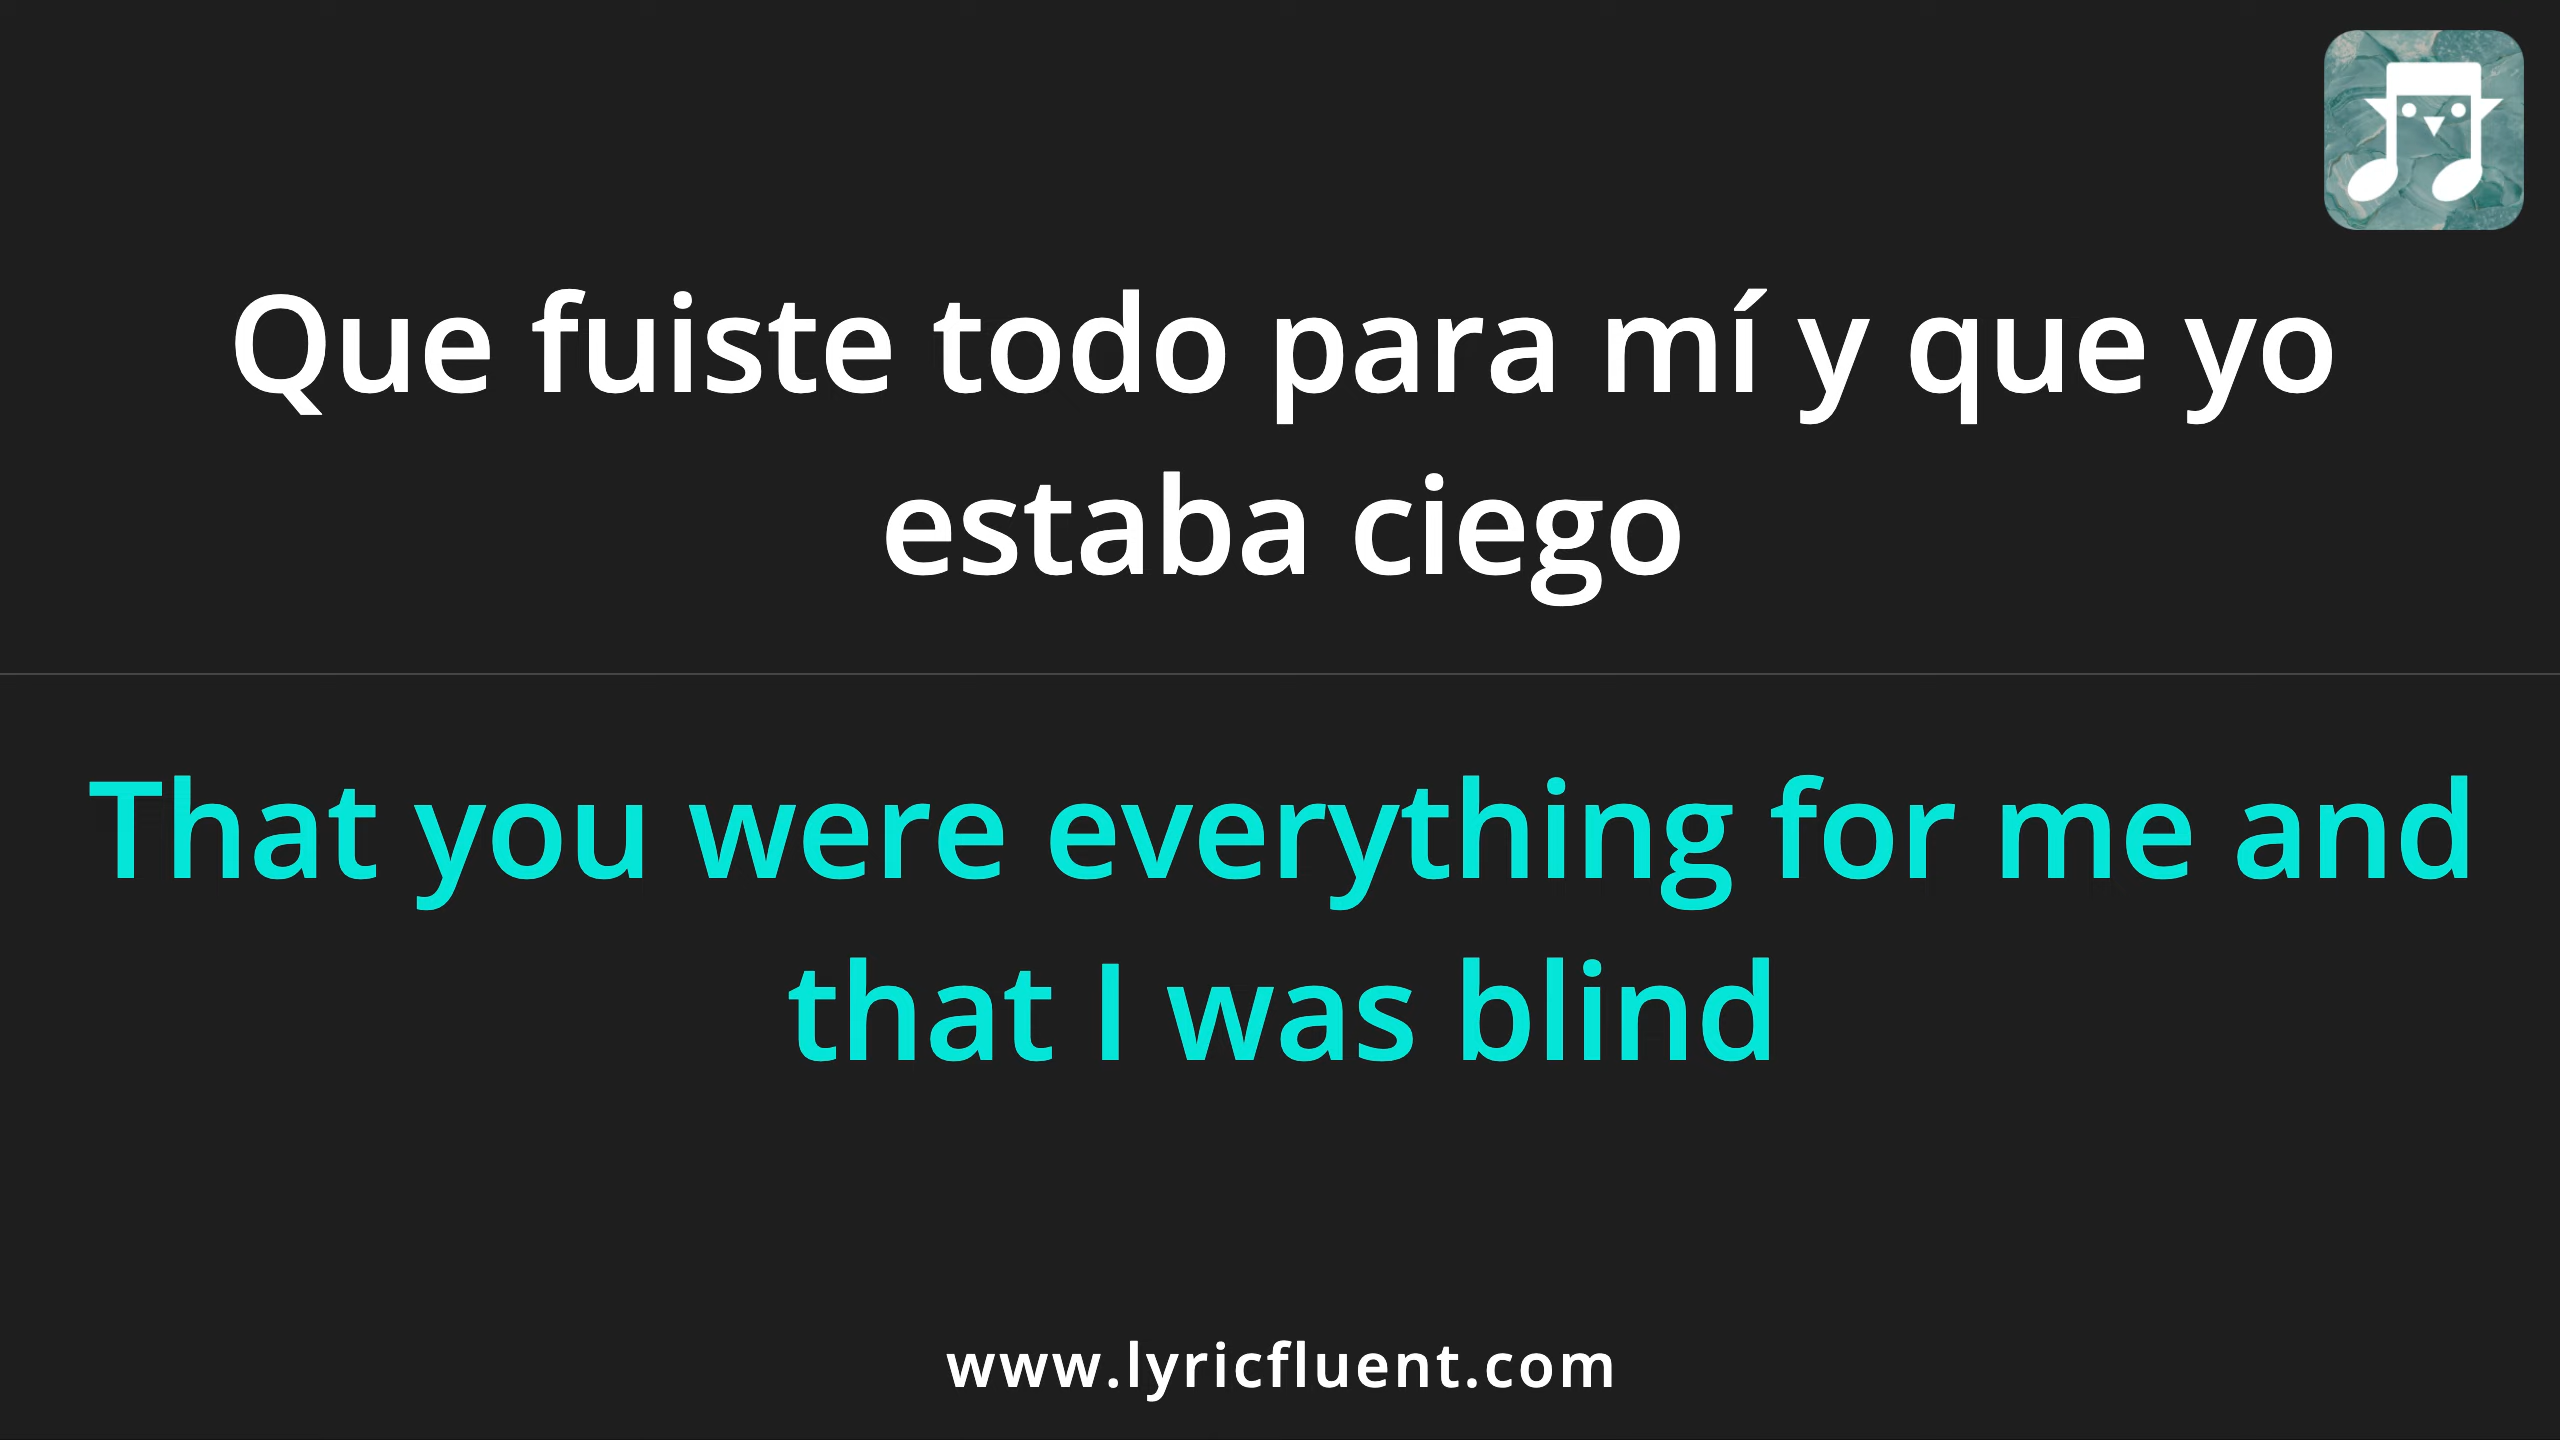 Que fuiste todo para mí y que yo
estaba ciego
That you were everything for me and
that I was blind
www.lyricfluent.com